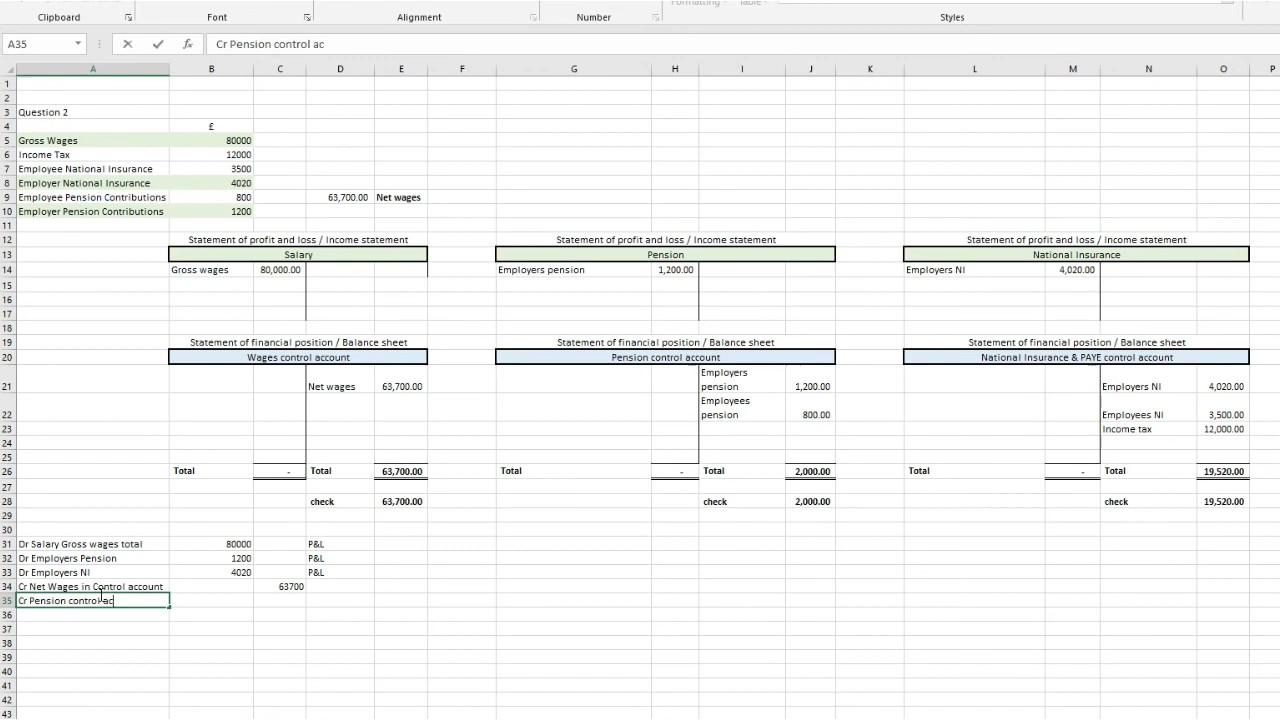 Clipboard Font Alignment Number Styles
A35 fx Cr Pension control ac
A B C D E F G H I J K L M N O P
1
2
3 Question 2
4 £
5 Gross Wages 80000
6 Income Tax 12000
7 Employee National Insurance 3500
8 Employer National Insurance 4020
9 Employee Pension Contributions 800 63,700.00 Net wages
10 Employer Pension Contributions 1200
11
12 Statement of profit and loss / Income statement Statement of profit and loss / Income statement Statement of profit and loss / Income statement
13 Salary Pension National Insurance
14 Gross wages 80,000.00 Employers pension 1,200.00 Employers NI 4,020.00
15
16
17
18
19 Statement of financial position / Balance sheet Statement of financial position / Balance sheet Statement of financial position / Balance sheet
20 Wages control account Pension control account National Insurance & PAYE control account
Employers
21 Net wages 63,700.00 pension 1,200.00 Employers NI 4,020.00
Employees
22 pension 800.00 Employees NI 3,500.00
23 Income tax 12,000.00
24
25
26 Total - Total 63,700.00 Total - Total 2,000.00 Total - Total 19,520.00
27
28 check 63,700.00 check 2,000.00 check 19,520.00
29
30
31 Dr Salary Gross wages total 80000 P&L
32 Dr Employers Pension 1200 P&L
33 Dr Employers NI 4020 P&L
34 Cr Net Wages in Control account 63700
35 Cr Pension control ac
36
37
38
39
40
41
42
43